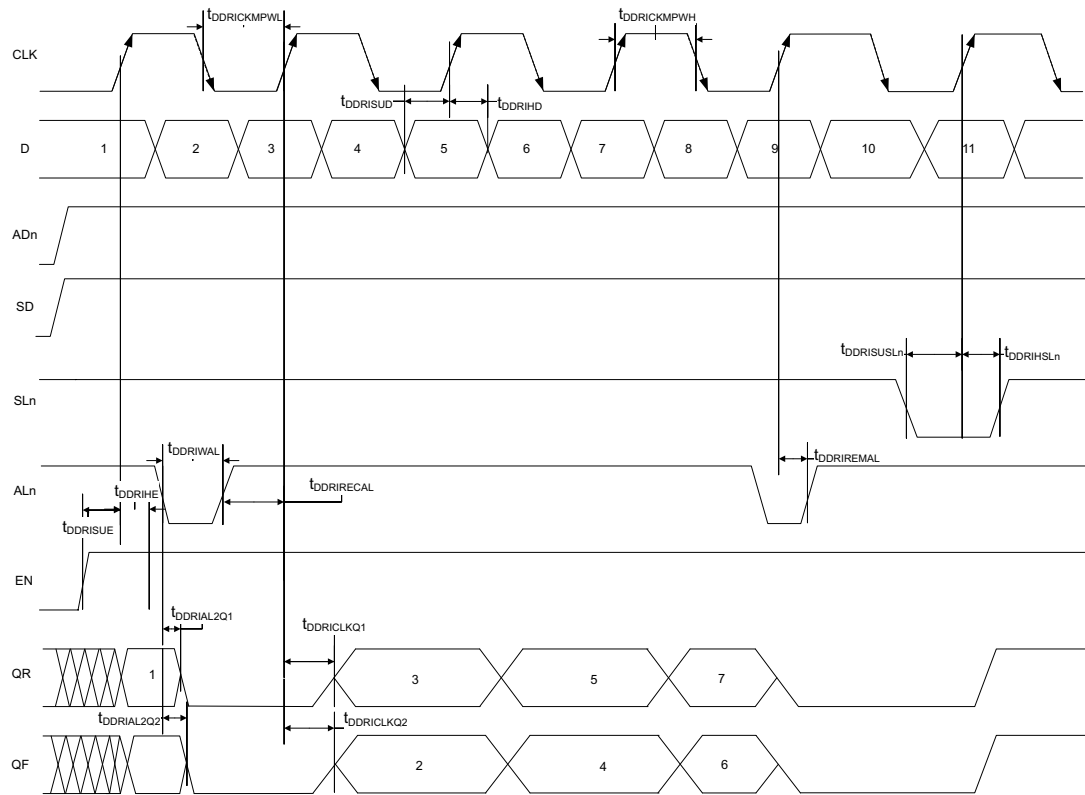 tDDRICKMPWL
tDDRICKMPWH
CLK
tDDRISUD
tDDRIHD
D
1 2 3 4 5 6 7 8 9 10 11
ADn
SD
tDDRISUSLn
tDDRIHSLn
SLn
tDDRIWAL
tDDRIREMAL
tDDRIRECAL
ALn
tDDRIHE
tDDRISUE
EN
tDDRIAL2Q1
tDDRICLKQ1
QR
1 3 5 7
tDDRIAL2Q2
tDDRICLKQ2
QF
2 4 6